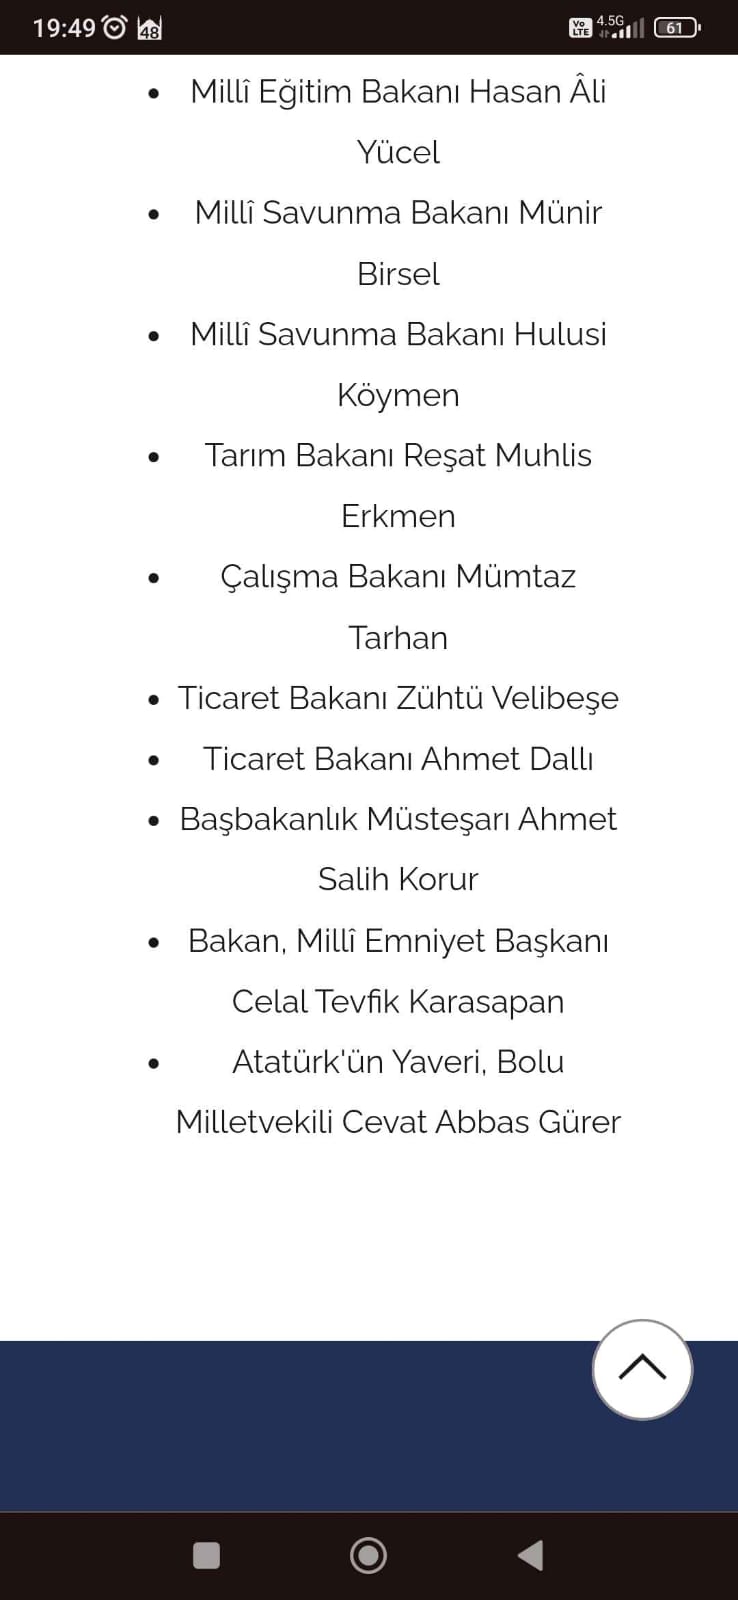 19:49 48 Vo LTE 4.5G 61
• Millî Eğitim Bakanı Hasan Âli
Yücel
• Millî Savunma Bakanı Münir
Birsel
• Millî Savunma Bakanı Hulusi
Köymen
• Tarım Bakanı Reşat Muhlis
Erkmen
• Çalışma Bakanı Mümtaz
Tarhan
• Ticaret Bakanı Zühtü Velibeşe
• Ticaret Bakanı Ahmet Dallı
• Başbakanlık Müsteşarı Ahmet
Salih Korur
• Bakan, Millî Emniyet Başkanı
Celal Tevfik Karasapan
• Atatürk'ün Yaveri, Bolu
Milletvekili Cevat Abbas Gürer